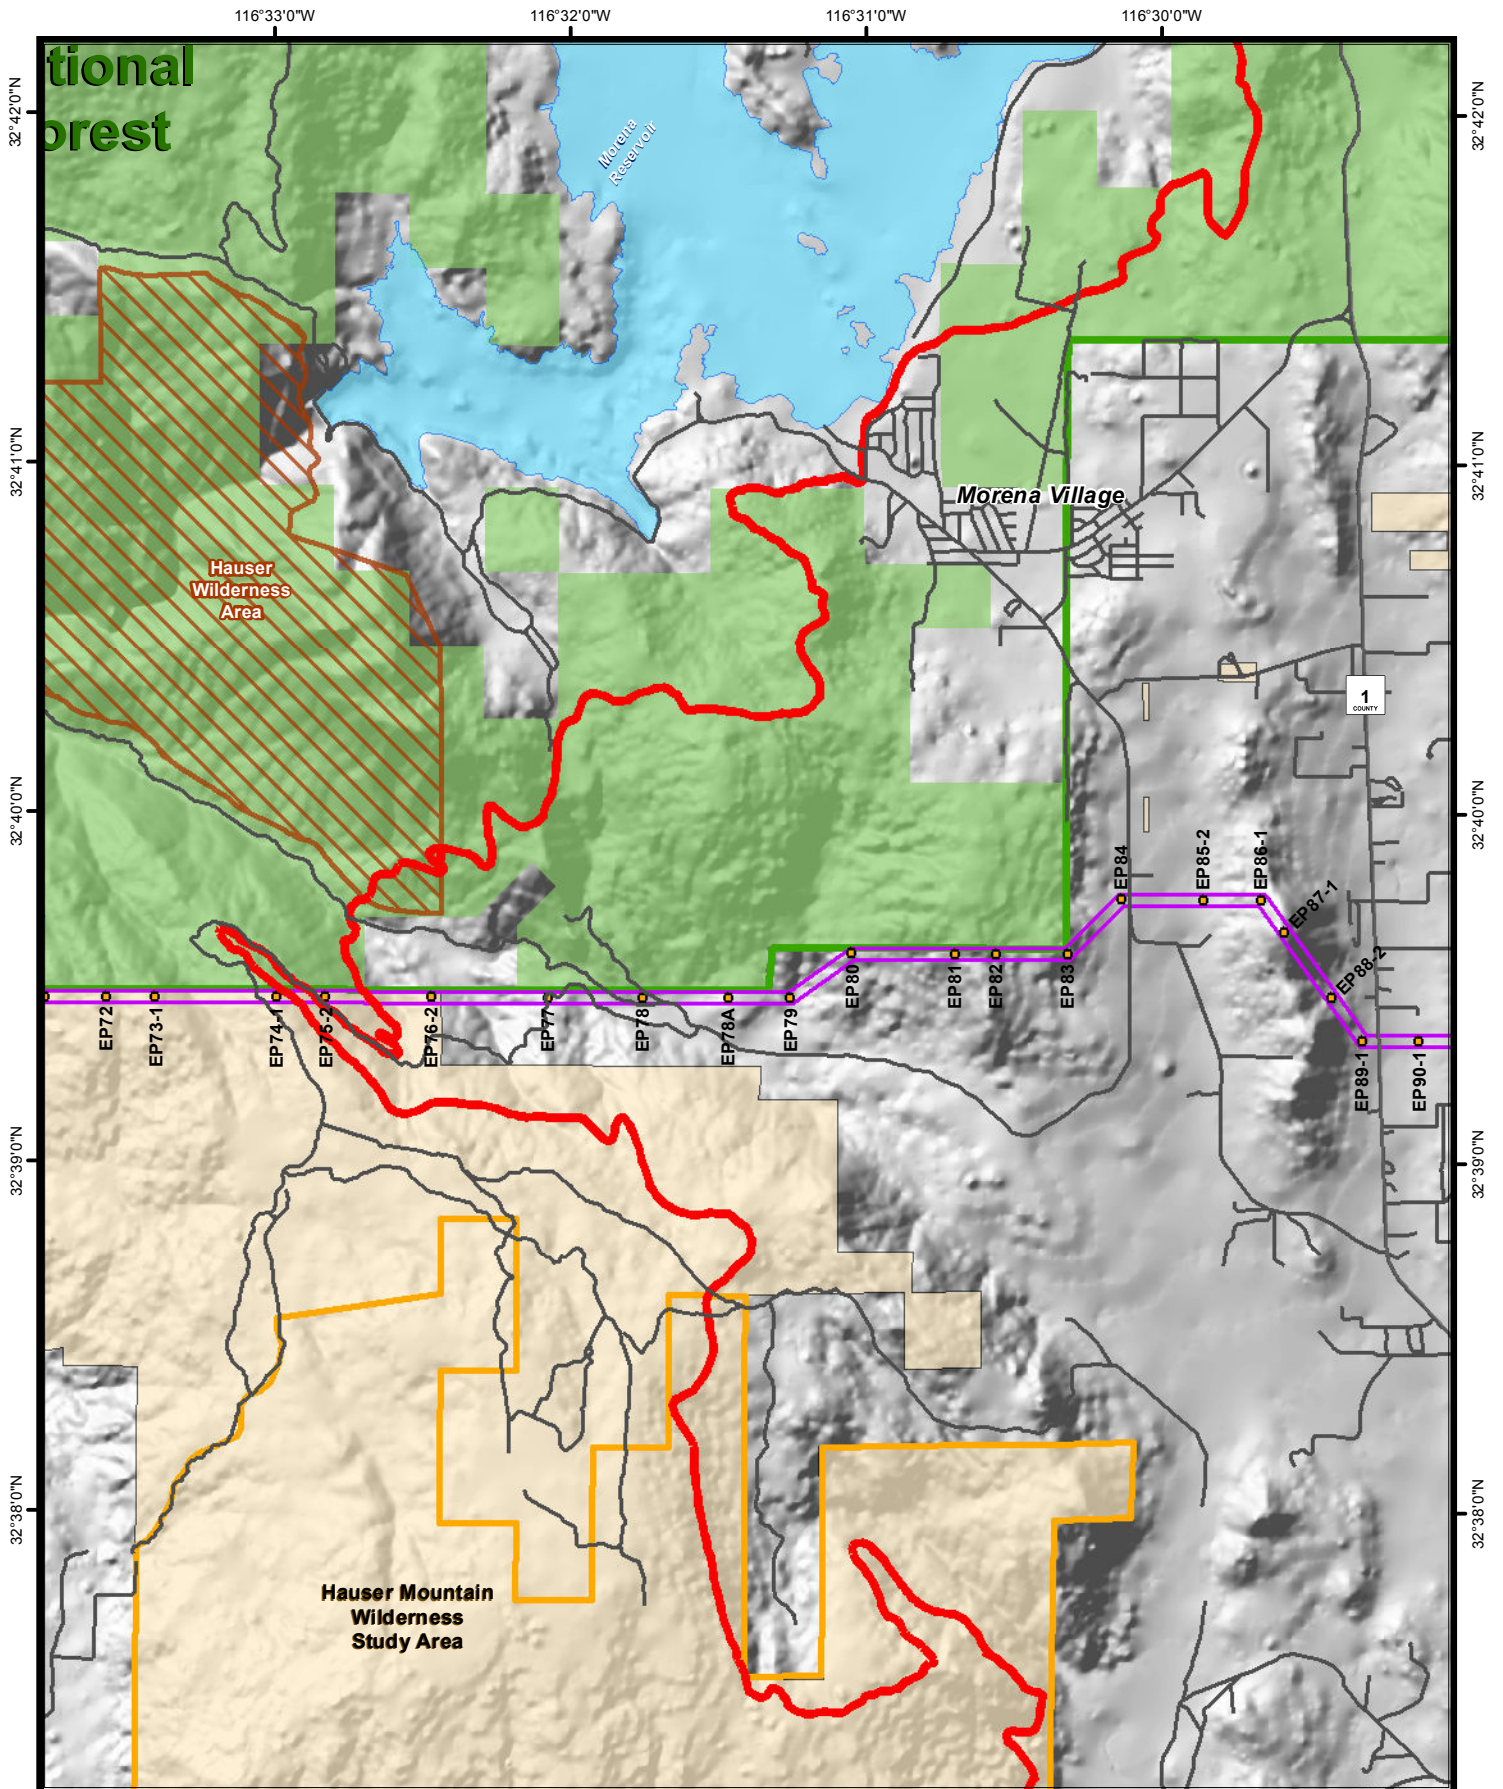 116°33'0"W
116°32'0"W
116°31'0"W
116°30'0"W
tional
orest
32°42'0"N
32°42'0"N
Morena
Reservoir
32°41'0"N
32°41'0"N
Morena Village
Hauser
Wilderness
Area
1
COUNTY
32°40'0"N
32°40'0"N
EP84
EP85-2
EP86-1
EP87-1
EP88-2
EP72
EP73-1
EP74-1
EP75-2
EP76-2
EP77
EP78
EP78A
EP79
EP80
EP81
EP82
EP83
EP89-1
EP90-1
32°39'0"N
32°39'0"N
32°38'0"N
32°38'0"N
Hauser Mountain
Wilderness
Study Area